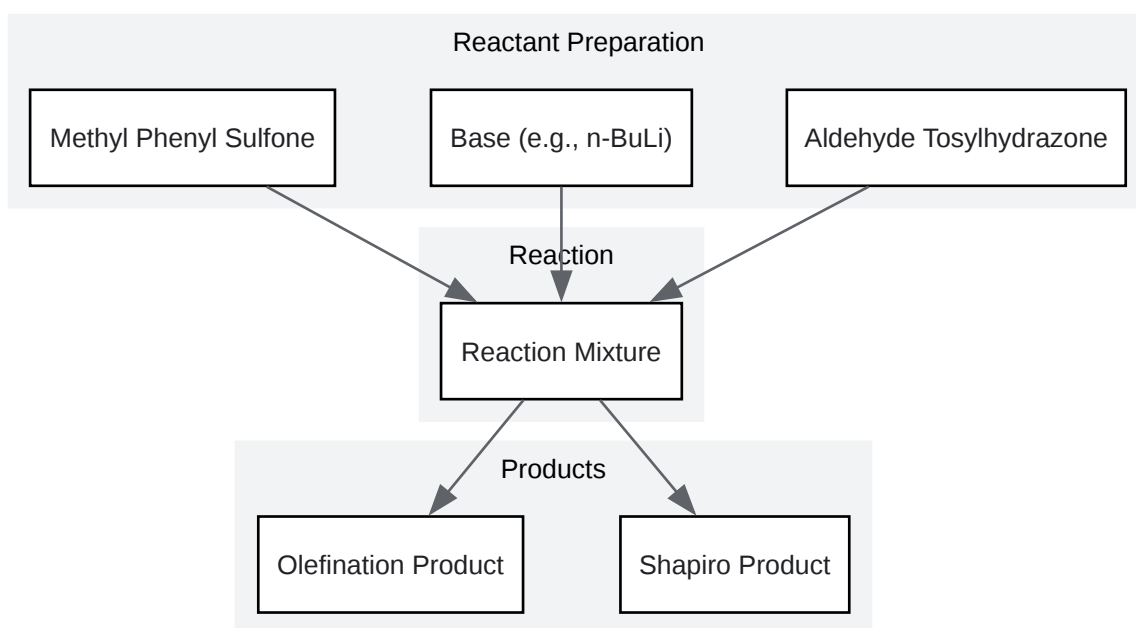 Reactant Preparation
Methyl Phenyl Sulfone
Base (e.g., n-BuLi)
Aldehyde Tosylhydrazone
Reaction
Reaction Mixture
Products
Olefination Product
Shapiro Product